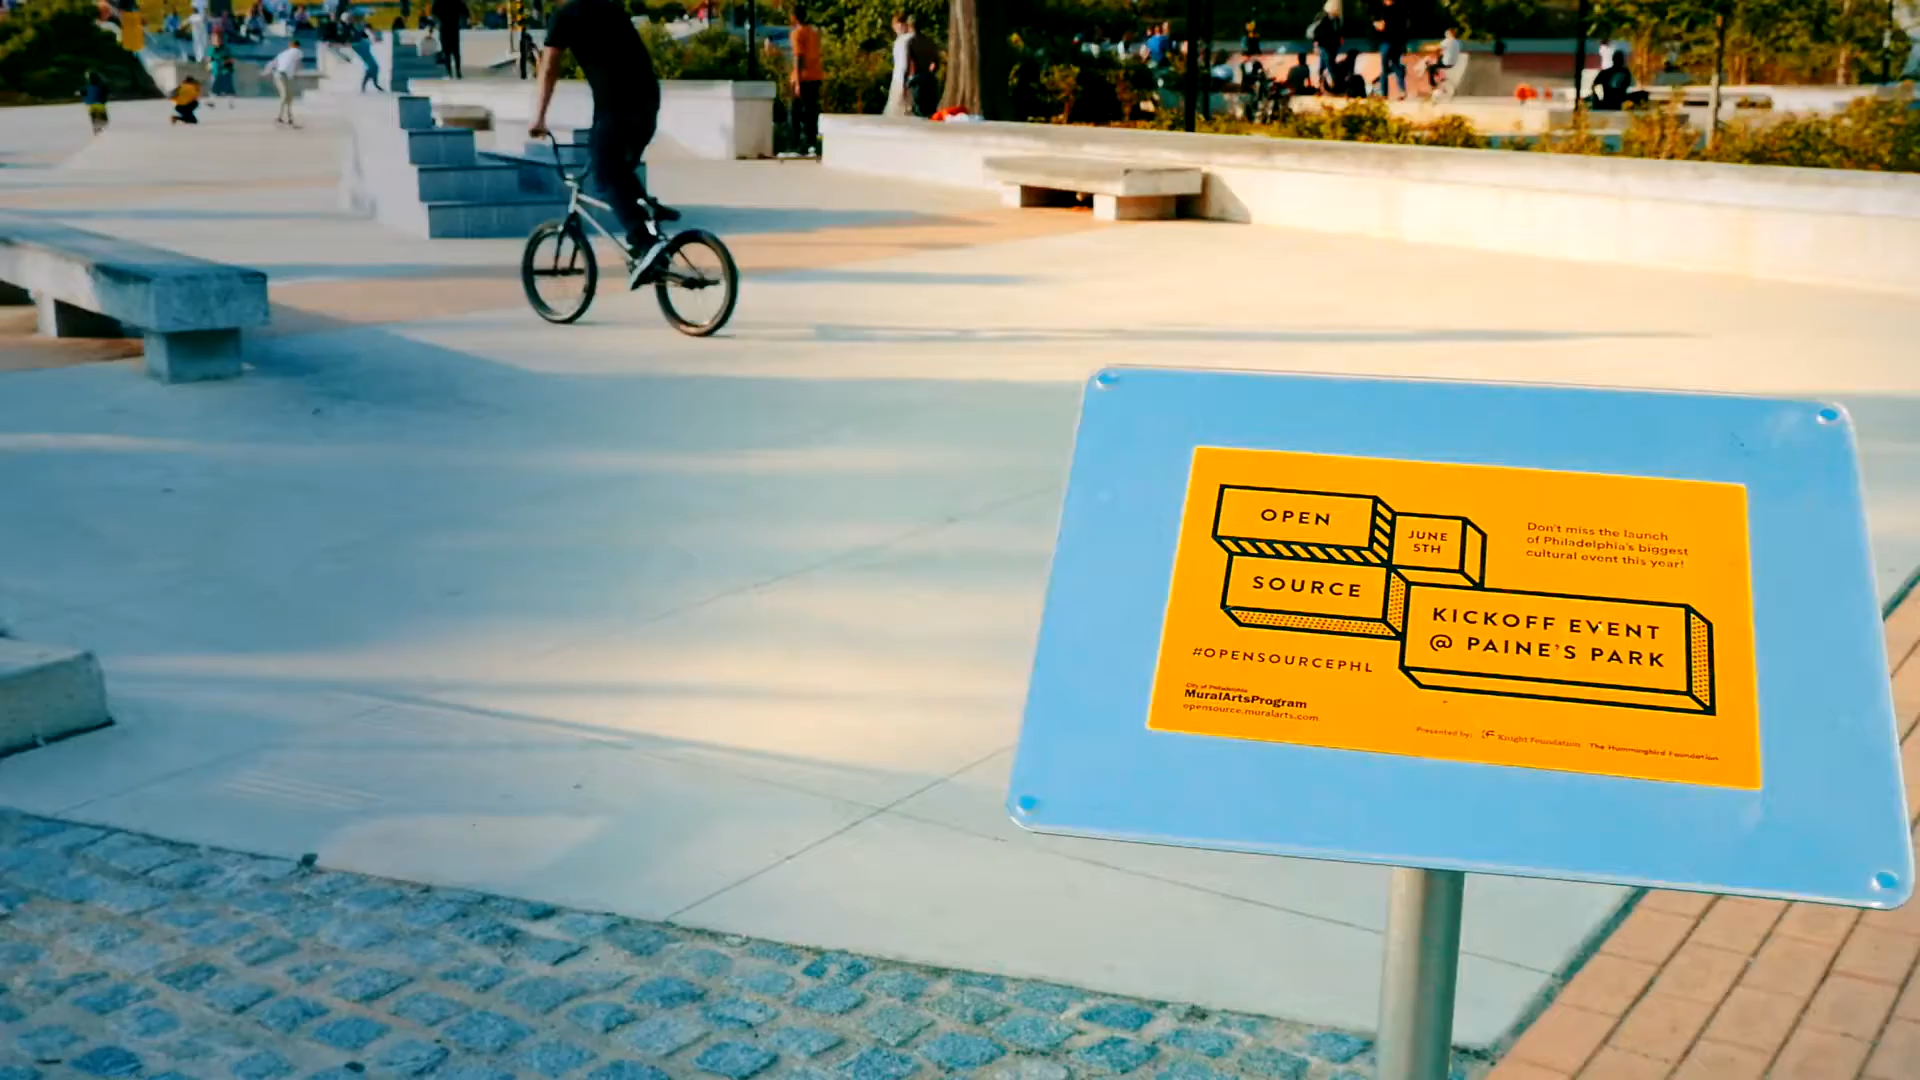 OPEN
JUNE
5TH
SOURCE
KICKOFF EVENT
@ PAINE'S PARK
Don't miss the launch
of Philadelphia's biggest
cultural event this year!
#OPENSOURCEPHL
City of Philadelphia
MuralArtsProgram
opensource.muralarts.com
Presented by: Knight Foundation The Hummingbird Foundation